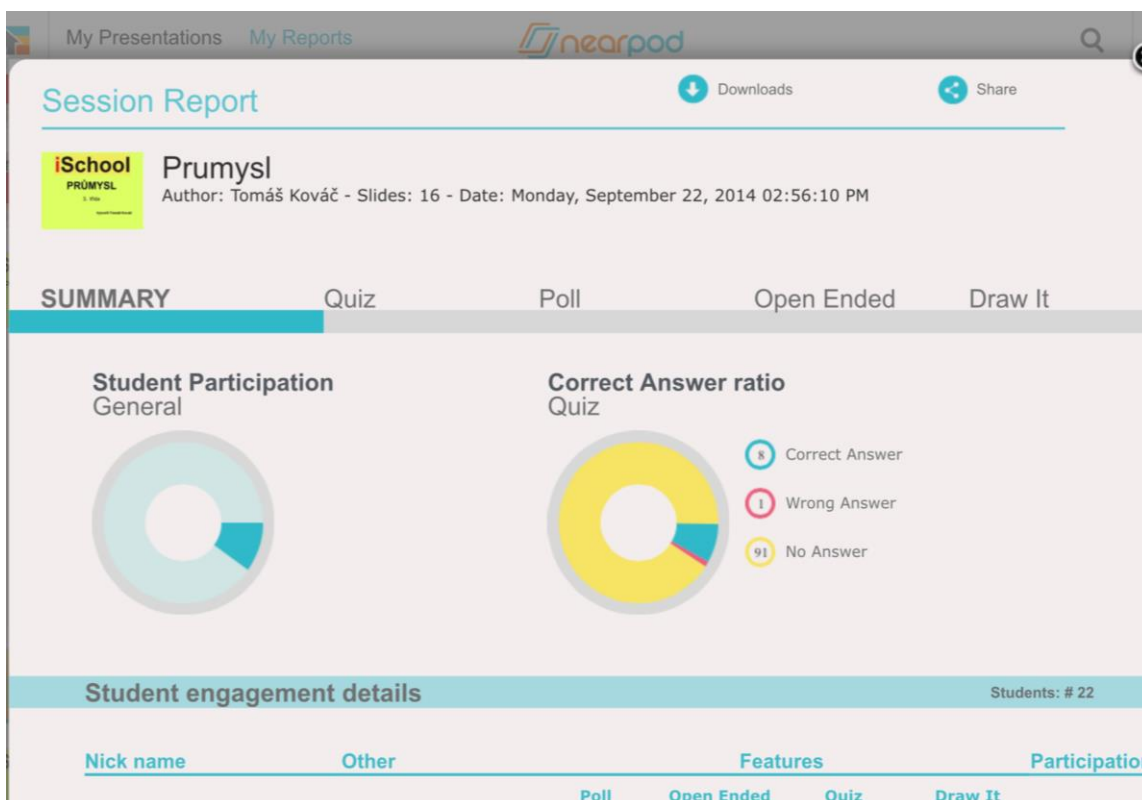 My Presentations My Reports nearpod
Session Report Downloads Share
iSchool
PRŮMYSL
Prumysl
Author: Tomáš Kováč - Slides: 16 - Date: Monday, September 22, 2014 02:56:10 PM
SUMMARY Quiz Poll Open Ended Draw It
Student Participation
General
Correct Answer ratio
Quiz
8 Correct Answer
1 Wrong Answer
91 No Answer
Student engagement details Students: # 22
Nick name Other Features Participatio
Poll Open Ended Quiz Draw It